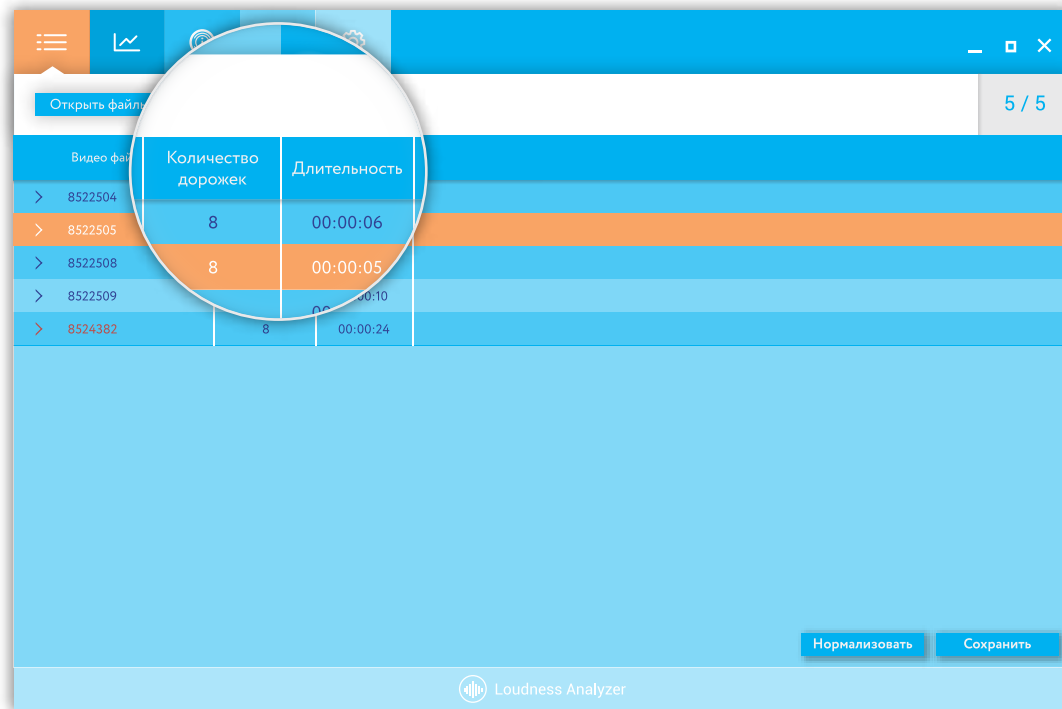 Открыть файлы
5 / 5
Видео фай
Количество
дорожек
Длительность
8522504
8
00:00:06
8522505
8
00:00:05
8522508
8522509
00:10
8524382
8
00:00:24
Нормализовать
Сохранить
Loudness Analyzer